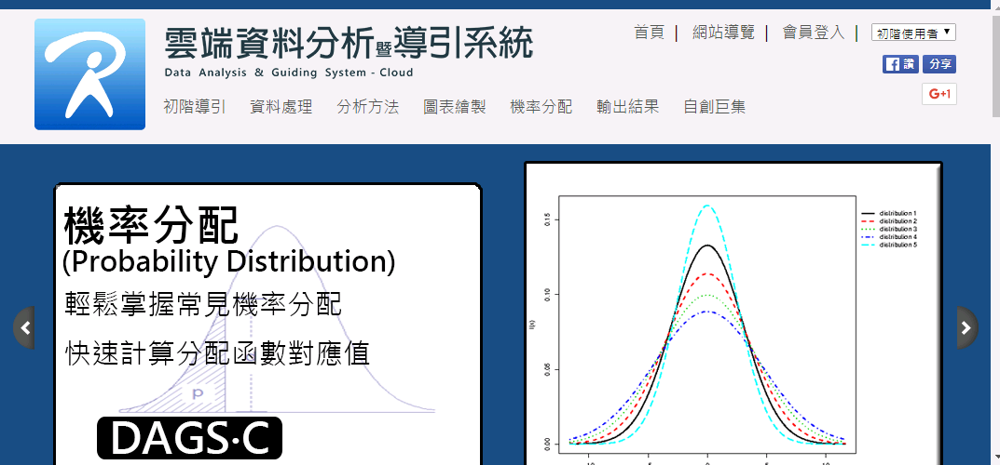 雲端資料分析暨導引系統
Data Analysis & Guiding System - Cloud
首頁 | 網站導覽 | 會員登入 | 初階使用者
讚 分享
G+1
初階導引 資料處理 分析方法 圖表繪製 機率分配 輸出結果 自創巨集
機率分配
(Probability Distribution)
輕鬆掌握常見機率分配
快速計算分配函數對應值
p
DAGS·C
distribution 1
distribution 2
distribution 3
distribution 4
distribution 5
0.15
0.10
f(x)
0.05
0.00
-10 -5 0 5 10